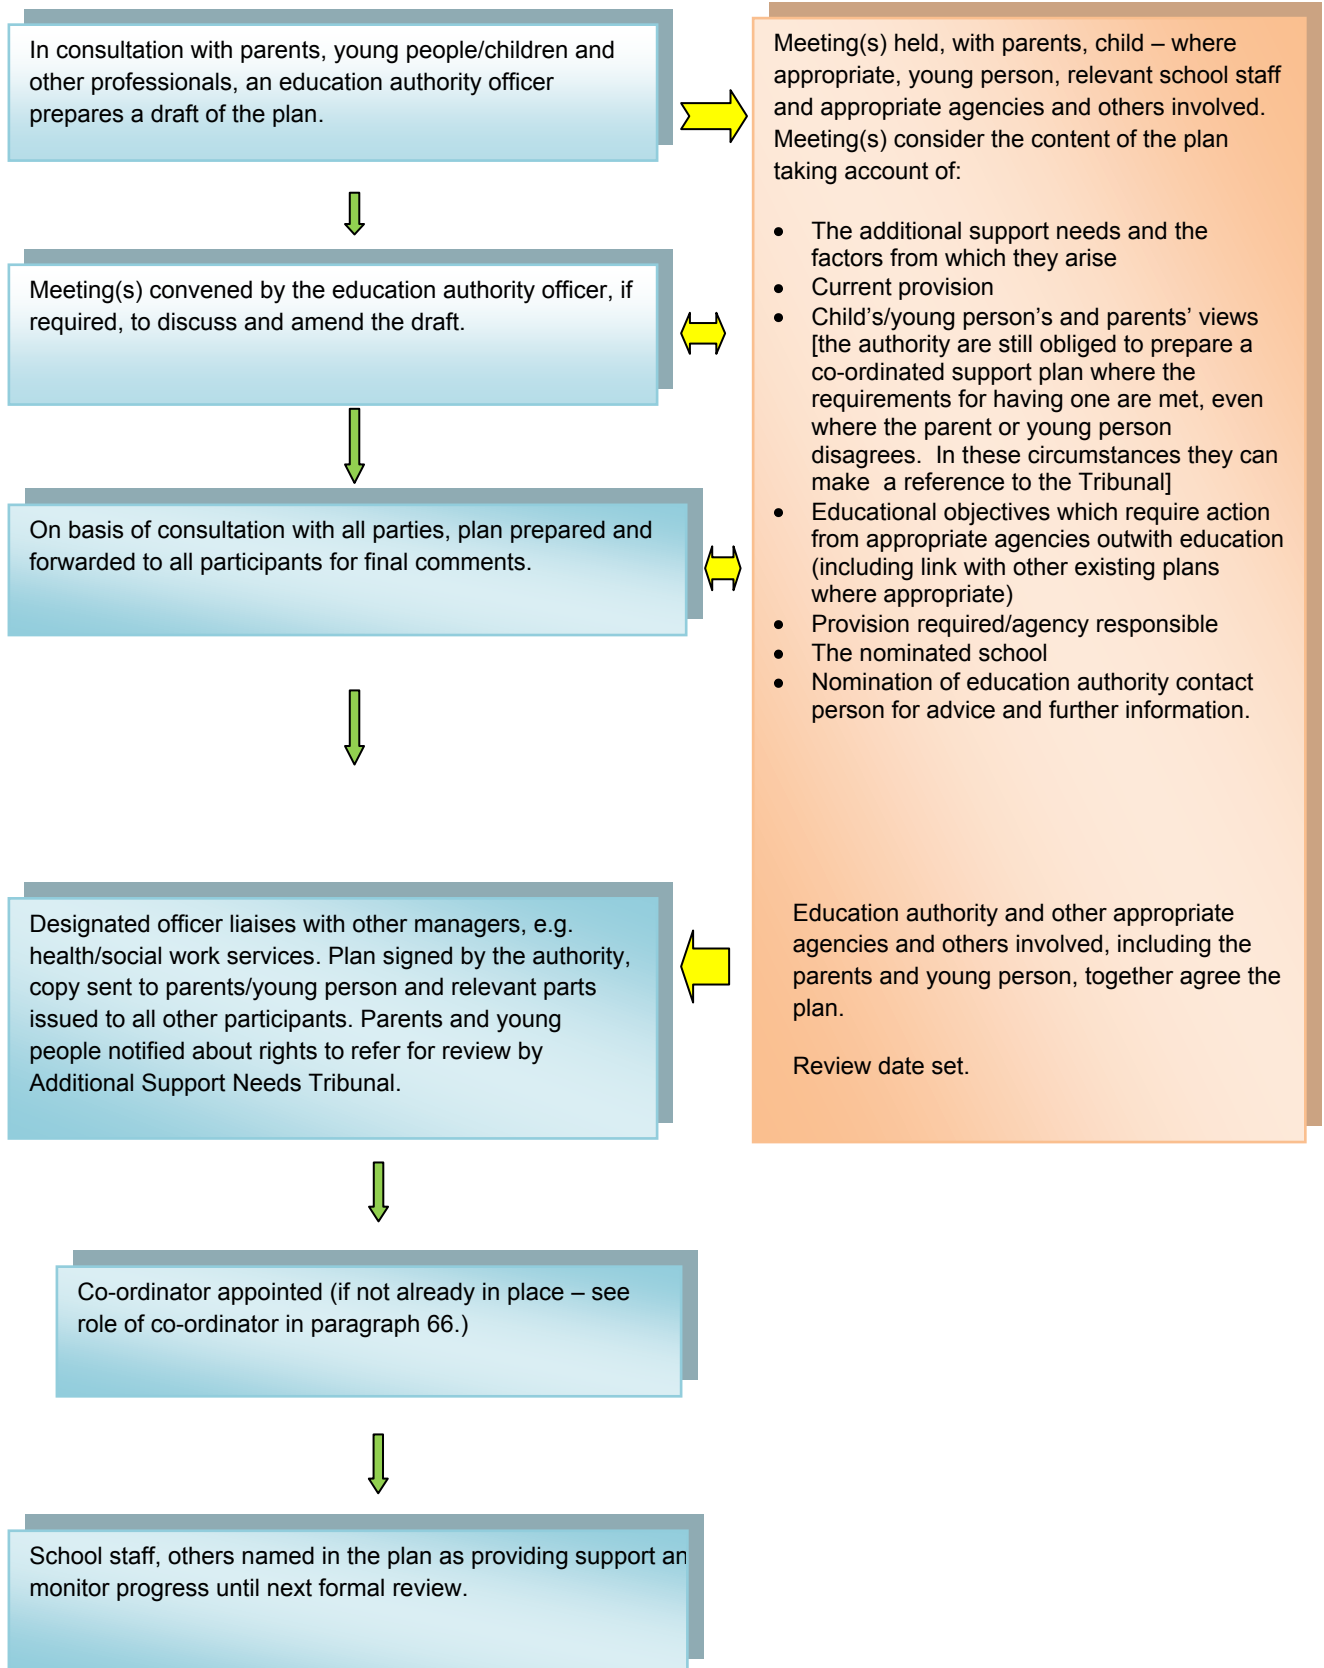 In consultation with parents, young people/children and
other professionals, an education authority officer
prepares a draft of the plan.
Meeting(s) convened by the education authority officer, if
required, to discuss and amend the draft.
On basis of consultation with all parties, plan prepared and
forwarded to all participants for final comments.
Designated officer liaises with other managers, e.g.
health/social work services. Plan signed by the authority,
copy sent to parents/young person and relevant parts
issued to all other participants. Parents and young
people notified about rights to refer for review by
Additional Support Needs Tribunal.
Co-ordinator appointed (if not already in place – see
role of co-ordinator in paragraph 66.)
School staff, others named in the plan as providing support an
monitor progress until next formal review.
Meeting(s) held, with parents, child – where
appropriate, young person, relevant school staff
and appropriate agencies and others involved.
Meeting(s) consider the content of the plan
taking account of:
• The additional support needs and the
factors from which they arise
• Current provision
• Child's/young person's and parents' views
[the authority are still obliged to prepare a
co-ordinated support plan where the
requirements for having one are met, even
where the parent or young person
disagrees. In these circumstances they can
make a reference to the Tribunal]
• Educational objectives which require action
from appropriate agencies outwith education
(including link with other existing plans
where appropriate)
• Provision required/agency responsible
• The nominated school
• Nomination of education authority contact
person for advice and further information.
Education authority and other appropriate
agencies and others involved, including the
parents and young person, together agree the
plan.
Review date set.